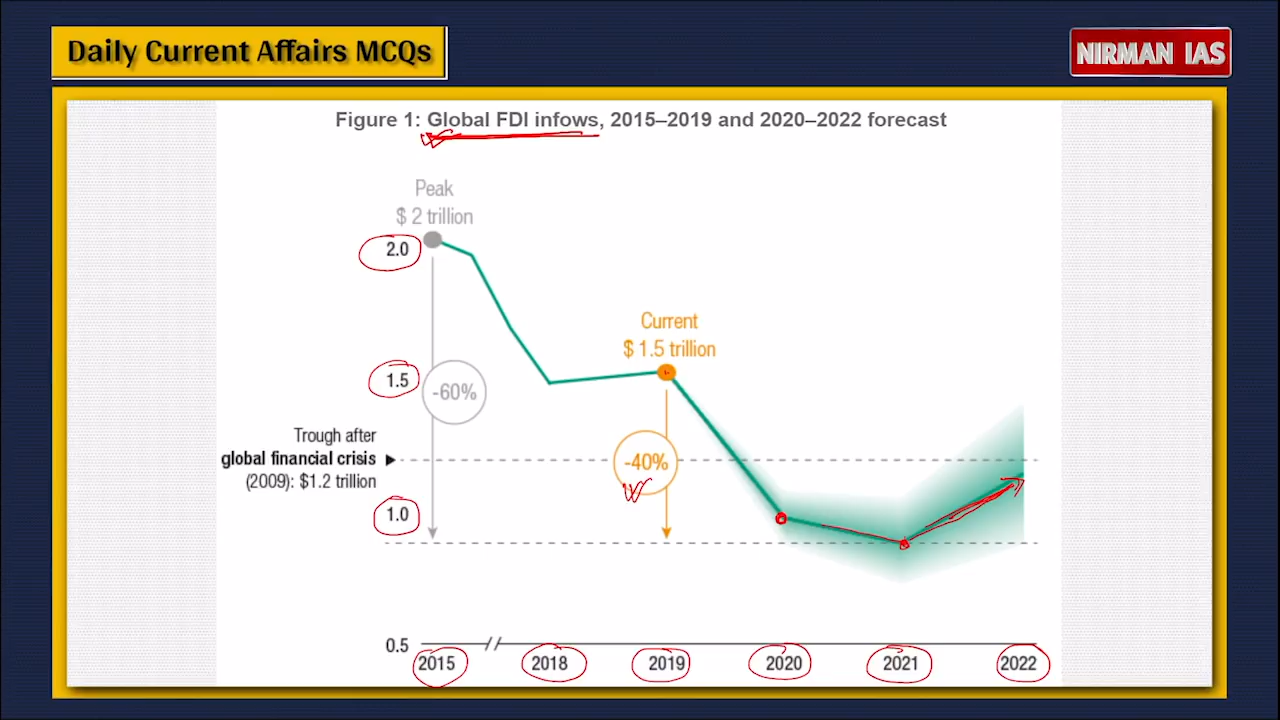 Daily Current Affairs MCQs
NIRMAN IAS
Figure 1: Global FDI infows, 2015–2019 and 2020–2022 forecast
Peak
$ 2 trillion
2.0
Current
$ 1.5 trillion
1.5
-60%
Trough after
global financial crisis
(2009): $1.2 trillion
-40%
1.0
0.5
2015 2018 2019 2020 2021 2022